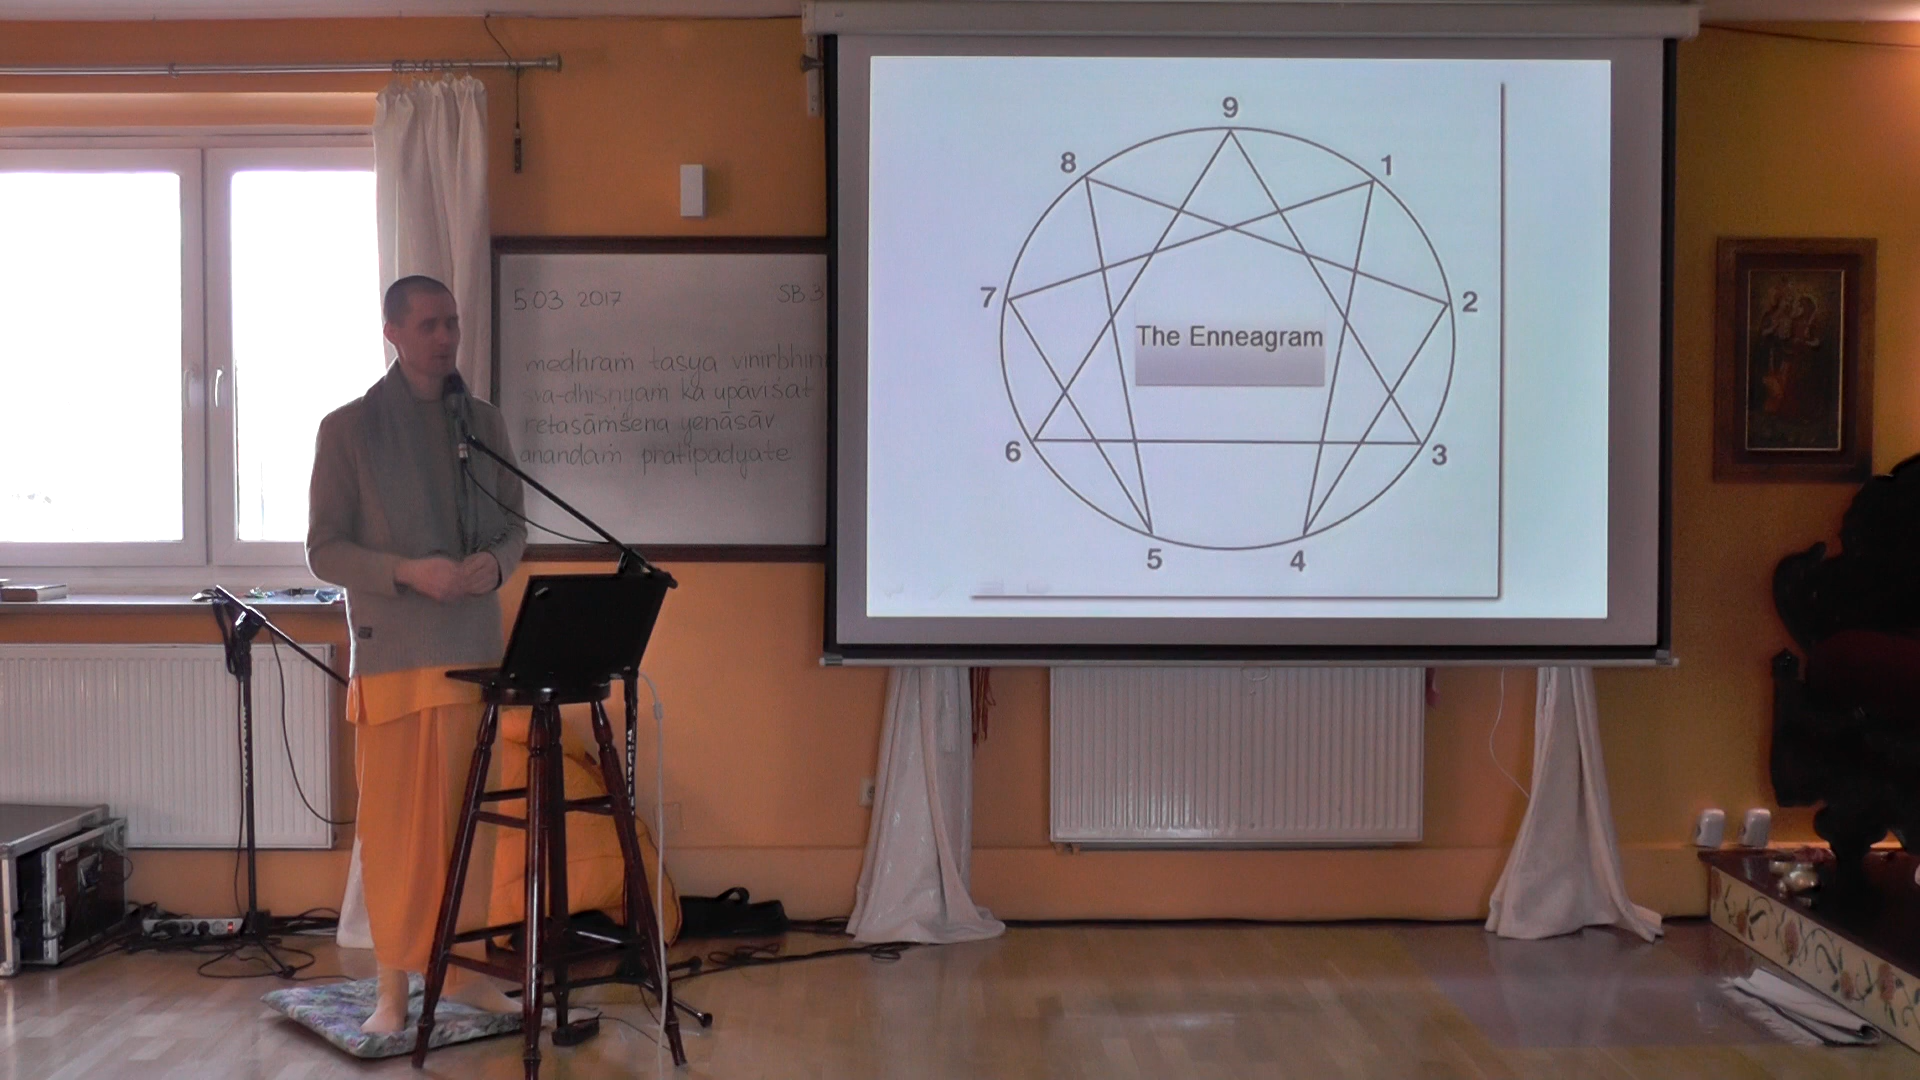 5 03 2017
SB 3
medhraṁ tasya vinirbhin
sva-dhiṣṇyaṁ ka upāviśat
retasāṁśena yenāsāv
ānandaṁ pratipadyate
9
8
1
7
2
The Enneagram
6
3
5
4